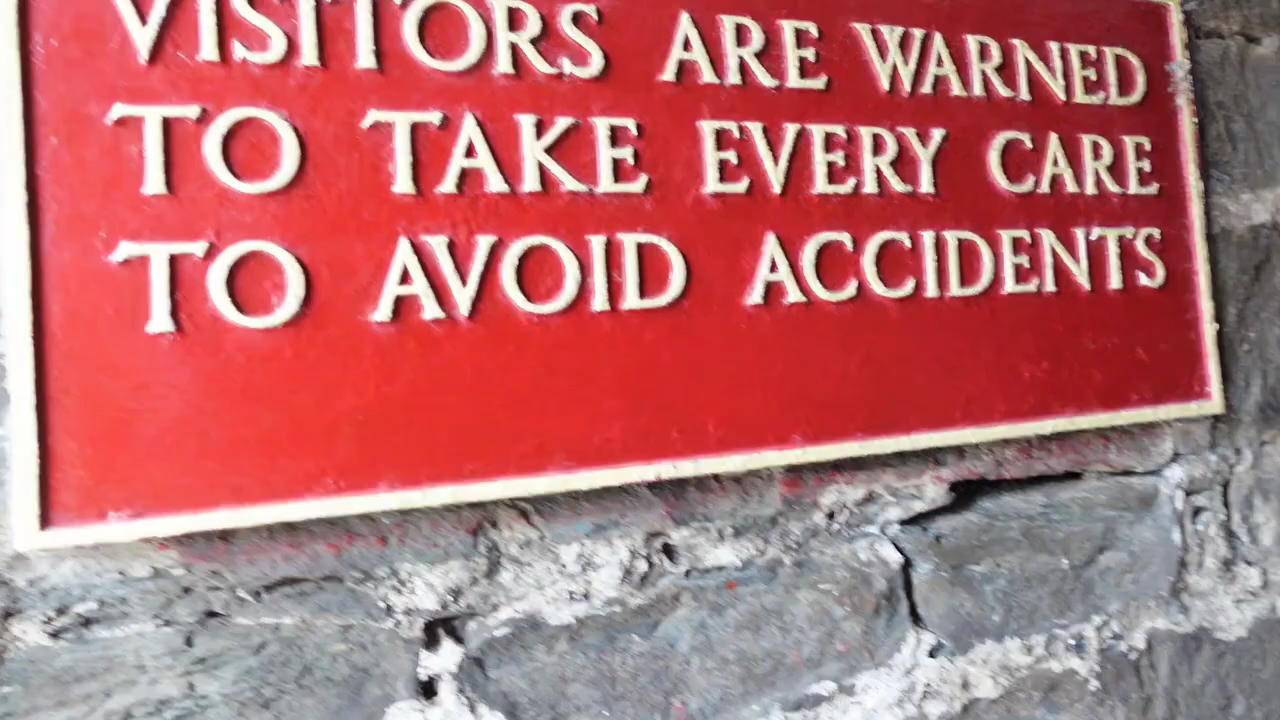 VISITORS ARE WARNED
TO TAKE EVERY CARE
TO AVOID ACCIDENTS